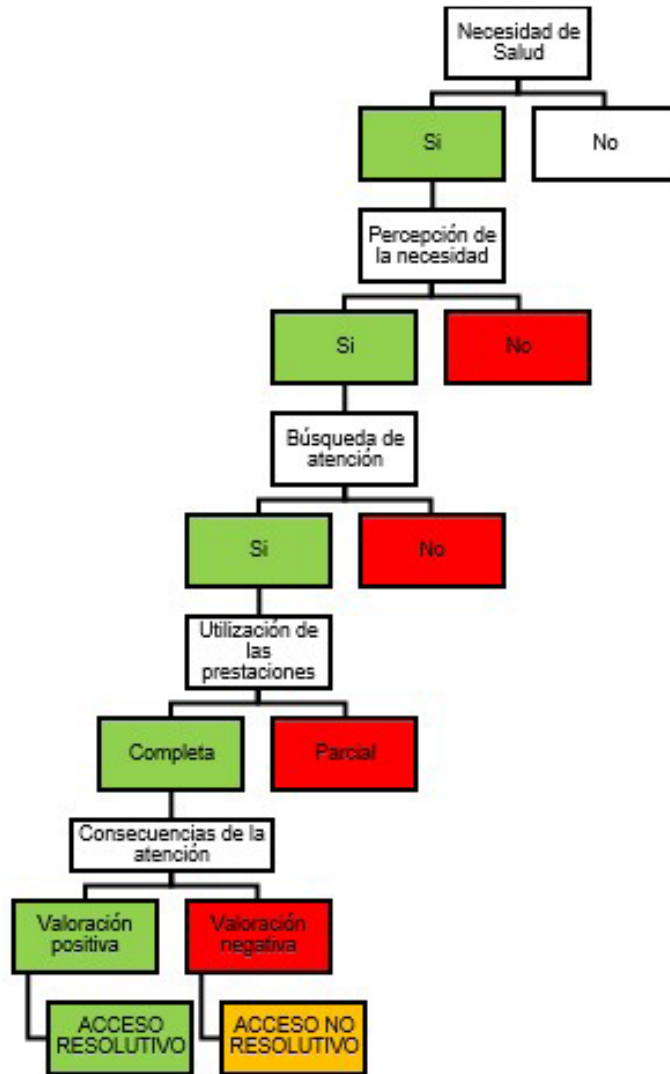 Necesidad de
Salud
Si
No
Percepción de
la necesidad
Si
No
Búsqueda de
atención
Si
No
Utilización de
las
prestaciones
Completa
Parcial
Consecuencias de la
atención
Valoración
positiva
Valoración
negativa
ACCESO
RESOLUTIVO
ACCESO NO
RESOLUTIVO